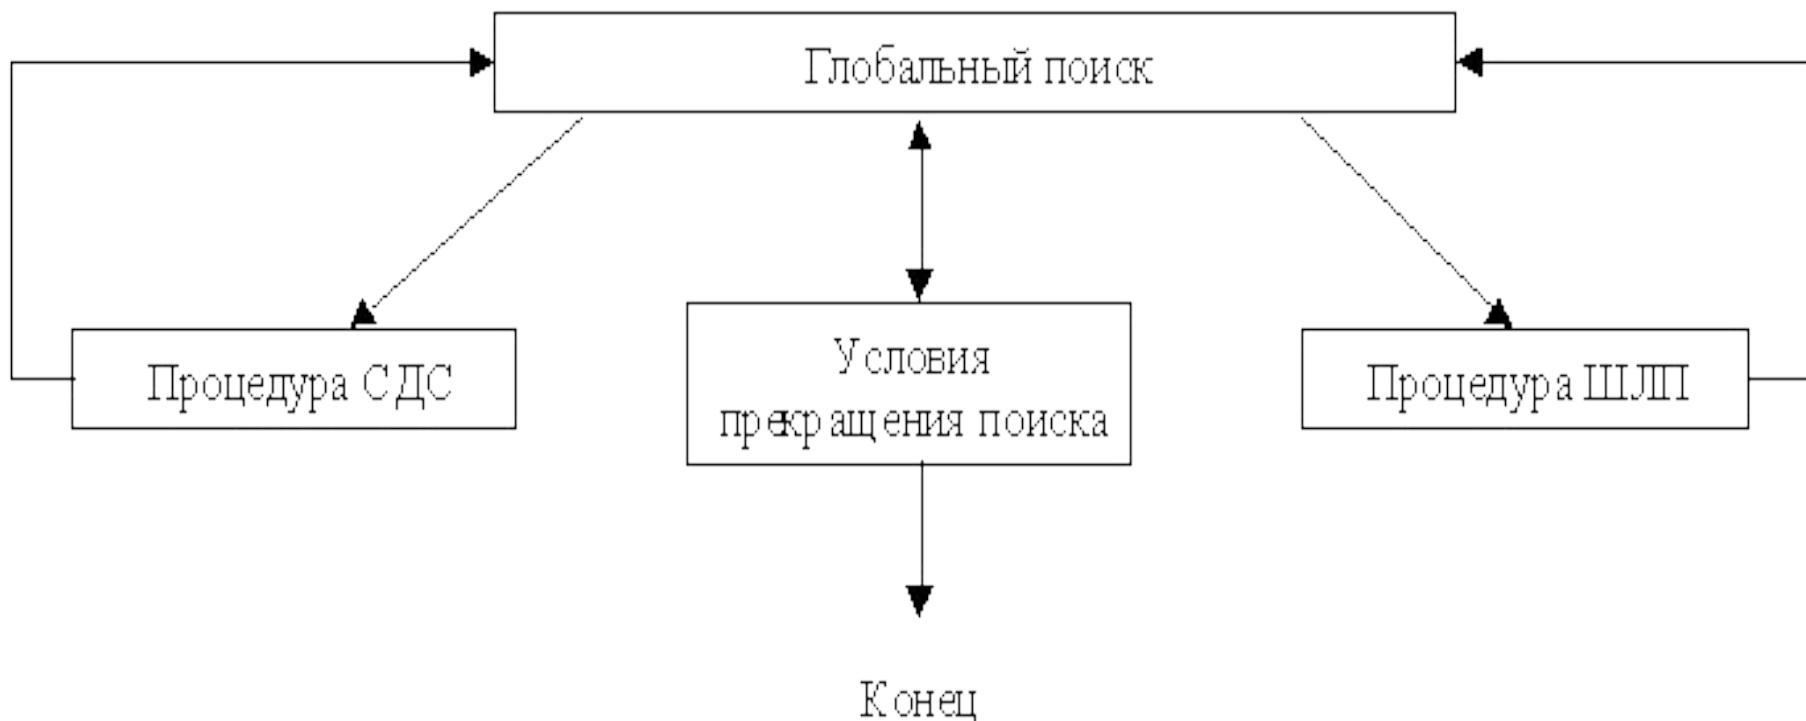 Глобальный поиск
Процедура СДС
Условия
прекращения поиска
Процедура ШЛП
Конец